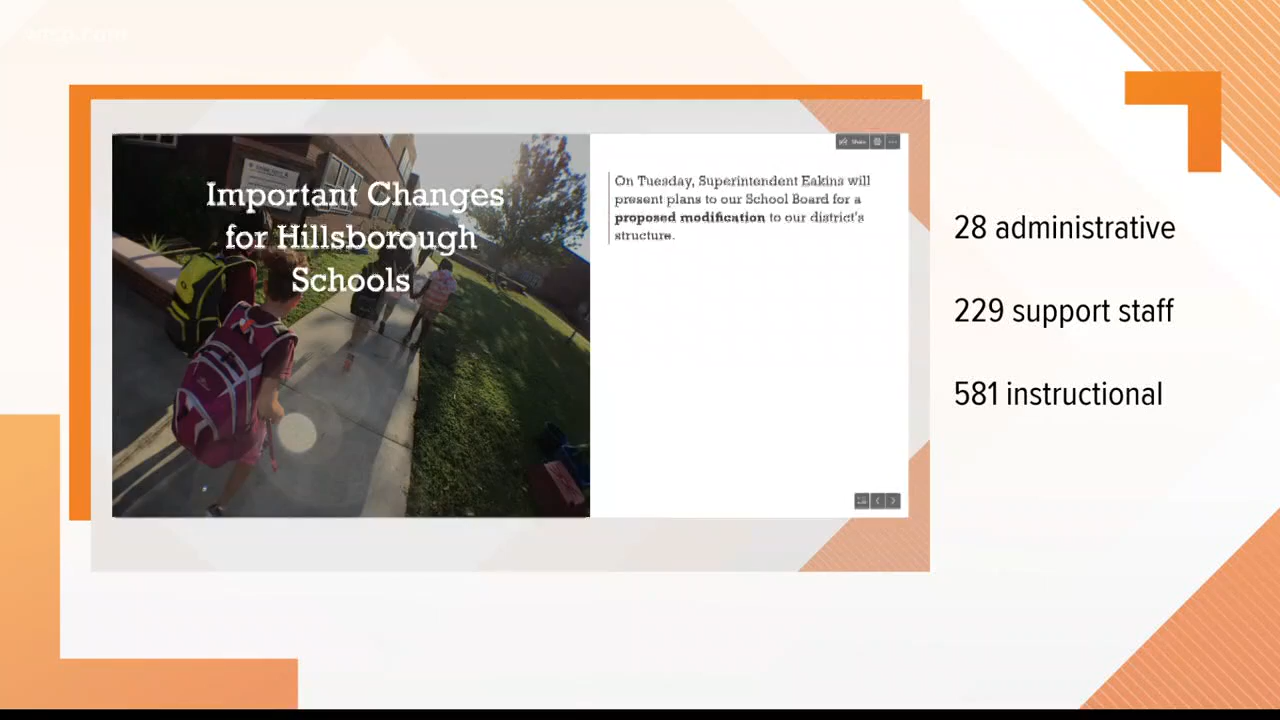 Important Changes
for Hillsborough
Schools
Share
On Tuesday, Superintendent Eakins will
present plans to our School Board for a
proposed modification to our district's
structure.
28 administrative
229 support staff
581 instructional